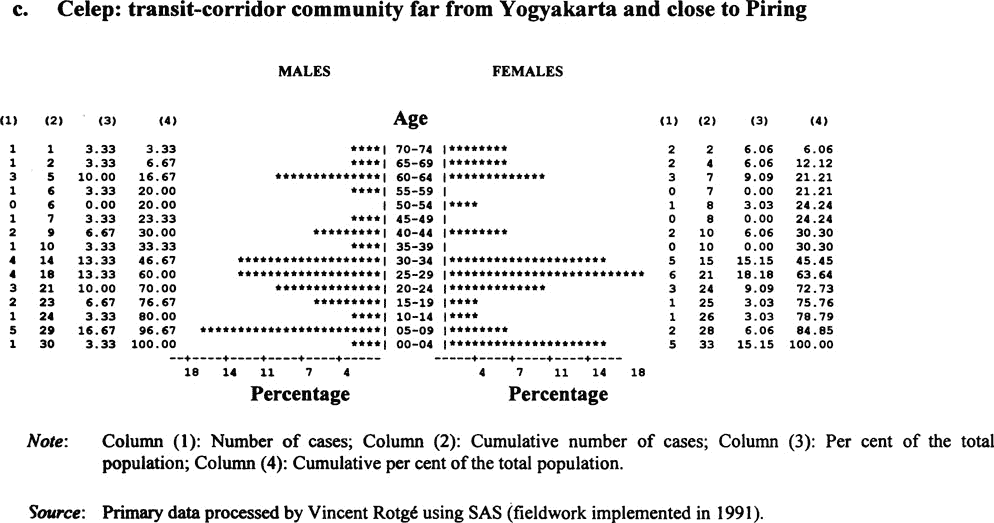 c. Celep: transit-corridor community far from Yogyakarta and close to Piring
MALES FEMALES
(1) (2) (3) (4) Age (1) (2) (3) (4)
1 1 3.33 3.33 ****| 70-74 |******** 2 2 6.06 6.06
1 2 3.33 6.67 ****| 65-69 |******** 2 4 6.06 12.12
3 5 10.00 16.67 **************| 60-64 |************* 3 7 9.09 21.21
1 6 3.33 20.00 ****| 55-59 | 0 7 0.00 21.21
0 6 0.00 20.00 | 50-54 |**** 1 8 3.03 24.24
1 7 3.33 23.33 ****| 45-49 | 0 8 0.00 24.24
2 9 6.67 30.00 *********| 40-44 |******** 2 10 6.06 30.30
1 10 3.33 33.33 ****| 35-39 | 0 10 0.00 30.30
4 14 13.33 46.67 *******************| 30-34 |********************* 5 15 15.15 45.45
4 18 13.33 60.00 *******************| 25-29 |************************** 6 21 18.18 63.64
3 21 10.00 70.00 **************| 20-24 |************* 3 24 9.09 72.73
2 23 6.67 76.67 *********| 15-19 |**** 1 25 3.03 75.76
1 24 3.33 80.00 ****| 10-14 |**** 1 26 3.03 78.79
5 29 16.67 96.67 ************************| 05-09 |******** 2 28 6.06 84.85
1 30 3.33 100.00 ****| 00-04 |********************* 5 33 15.15 100.00
--+----+----+----+----+---- ----+----+----+----+--
18 14 11 7 4 4 7 11 14 18
Percentage Percentage
Note: Column (1): Number of cases; Column (2): Cumulative number of cases; Column (3): Per cent of the total
population; Column (4): Cumulative per cent of the total population.
Source: Primary data processed by Vincent Rotgé using SAS (fieldwork implemented in 1991).